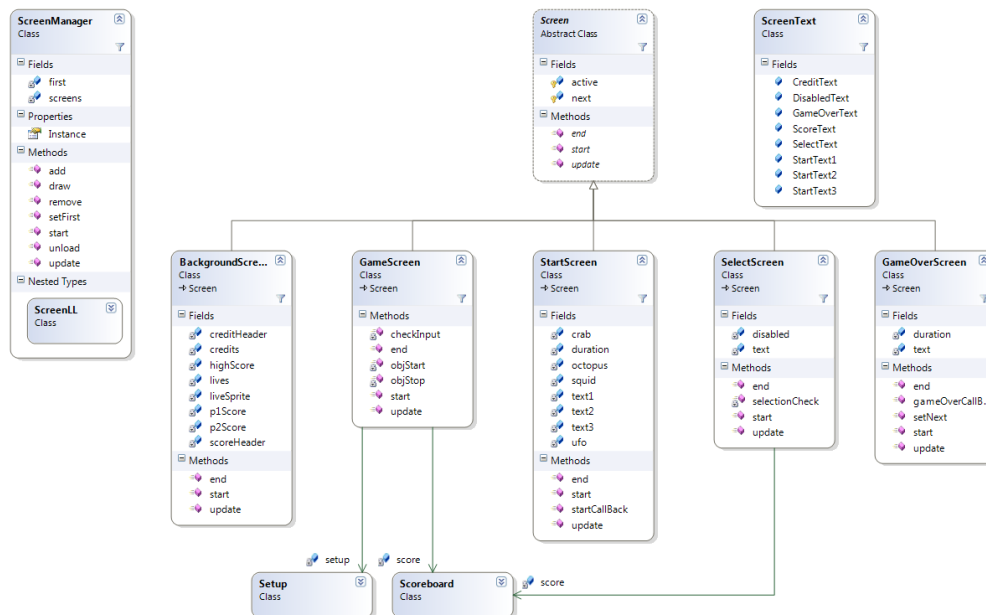 ScreenManager
Class
Fields
first
screens
Properties
Instance
Methods
add
draw
remove
setFirst
start
unload
update
Nested Types
ScreenLL
Class
Screen
Abstract Class
Fields
active
next
Methods
end
start
update
ScreenText
Class
Fields
CreditText
DisabledText
GameOverText
ScoreText
SelectText
StartText1
StartText2
StartText3
BackgroundScre...
Class
Screen
Fields
creditHeader
credits
highScore
lives
liveSprite
p1Score
p2Score
scoreHeader
Methods
end
start
update
GameScreen
Class
Screen
Methods
checkInput
end
objStart
objStop
start
update
StartScreen
Class
Screen
Fields
crab
duration
octopus
squid
text1
text2
text3
ufo
Methods
end
start
startCallBack
update
SelectScreen
Class
Screen
Fields
disabled
text
Methods
end
selectionCheck
start
update
GameOverScreen
Class
Screen
Fields
duration
text
Methods
end
gameOverCallB...
setNext
start
update
setup
score
score
Setup
Class
Scoreboard
Class